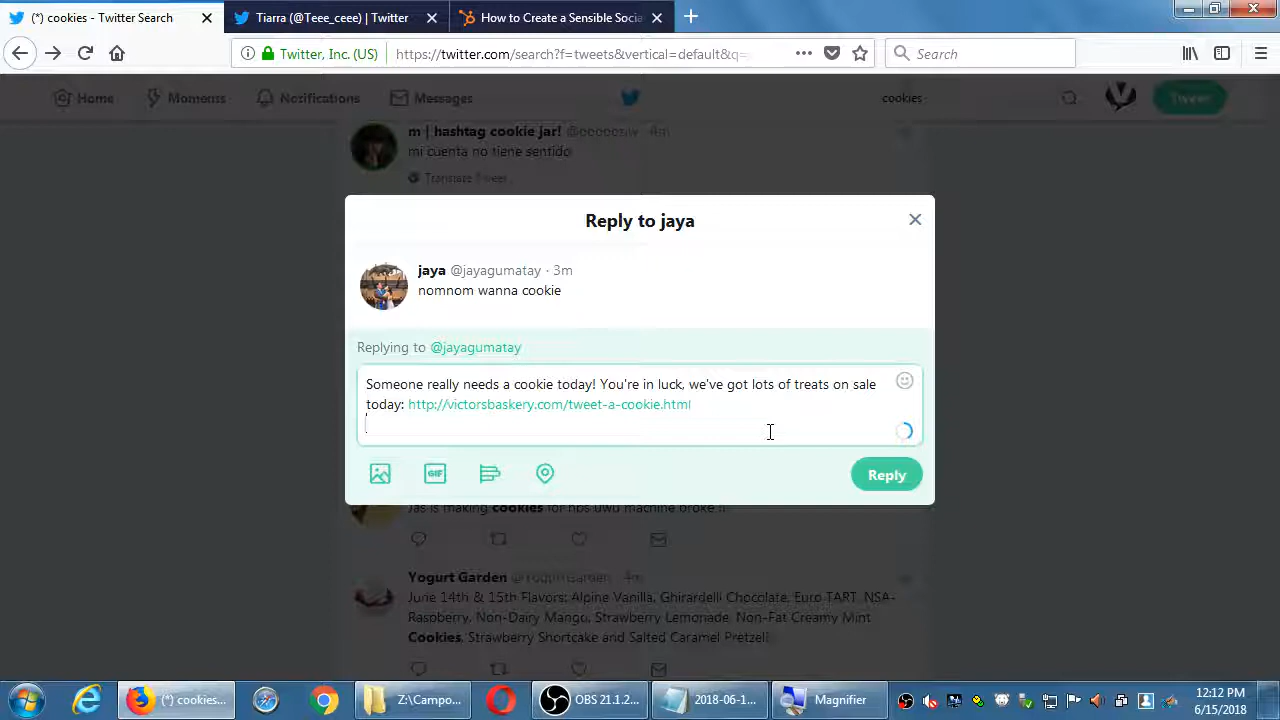 (*) cookies - Twitter Search
Tiarra (@Teee_ceee) | Twitter
How to Create a Sensible Socia
Twitter, Inc. (US)
https://twitter.com/search?f=tweets&vertical=default&q=
Search
Home
Moments
Notifications
Messages
cookies
Tweet
m | hashtag cookie jar!
4m
mi cuenta no tiene sentido
Translate Tweet
Reply to jaya
jaya @jayagumatay · 3m
nomnom wanna cookie
Replying to @jayagumatay
Someone really needs a cookie today! You're in luck, we've got lots of treats on sale
today: http://victorsbaskery.com/tweet-a-cookie.html
GIF
Reply
Jas is making cookies for nbs uwu machine broke !!
Yogurt Garden @YogurtGarden · 4m
June 14th & 15th Flavors: Alpine Vanilla, Ghirardelli Chocolate, Euro TART, NSA-
Raspberry, Non-Dairy Mango, Strawberry Lemonade, Non-Fat Creamy Mint
Cookies, Strawberry Shortcake and Salted Caramel Pretzel!
(*) cookies...
Z:\Campo...
OBS 21.1.2...
2018-06-1...
Magnifier
12:12 PM
6/15/2018